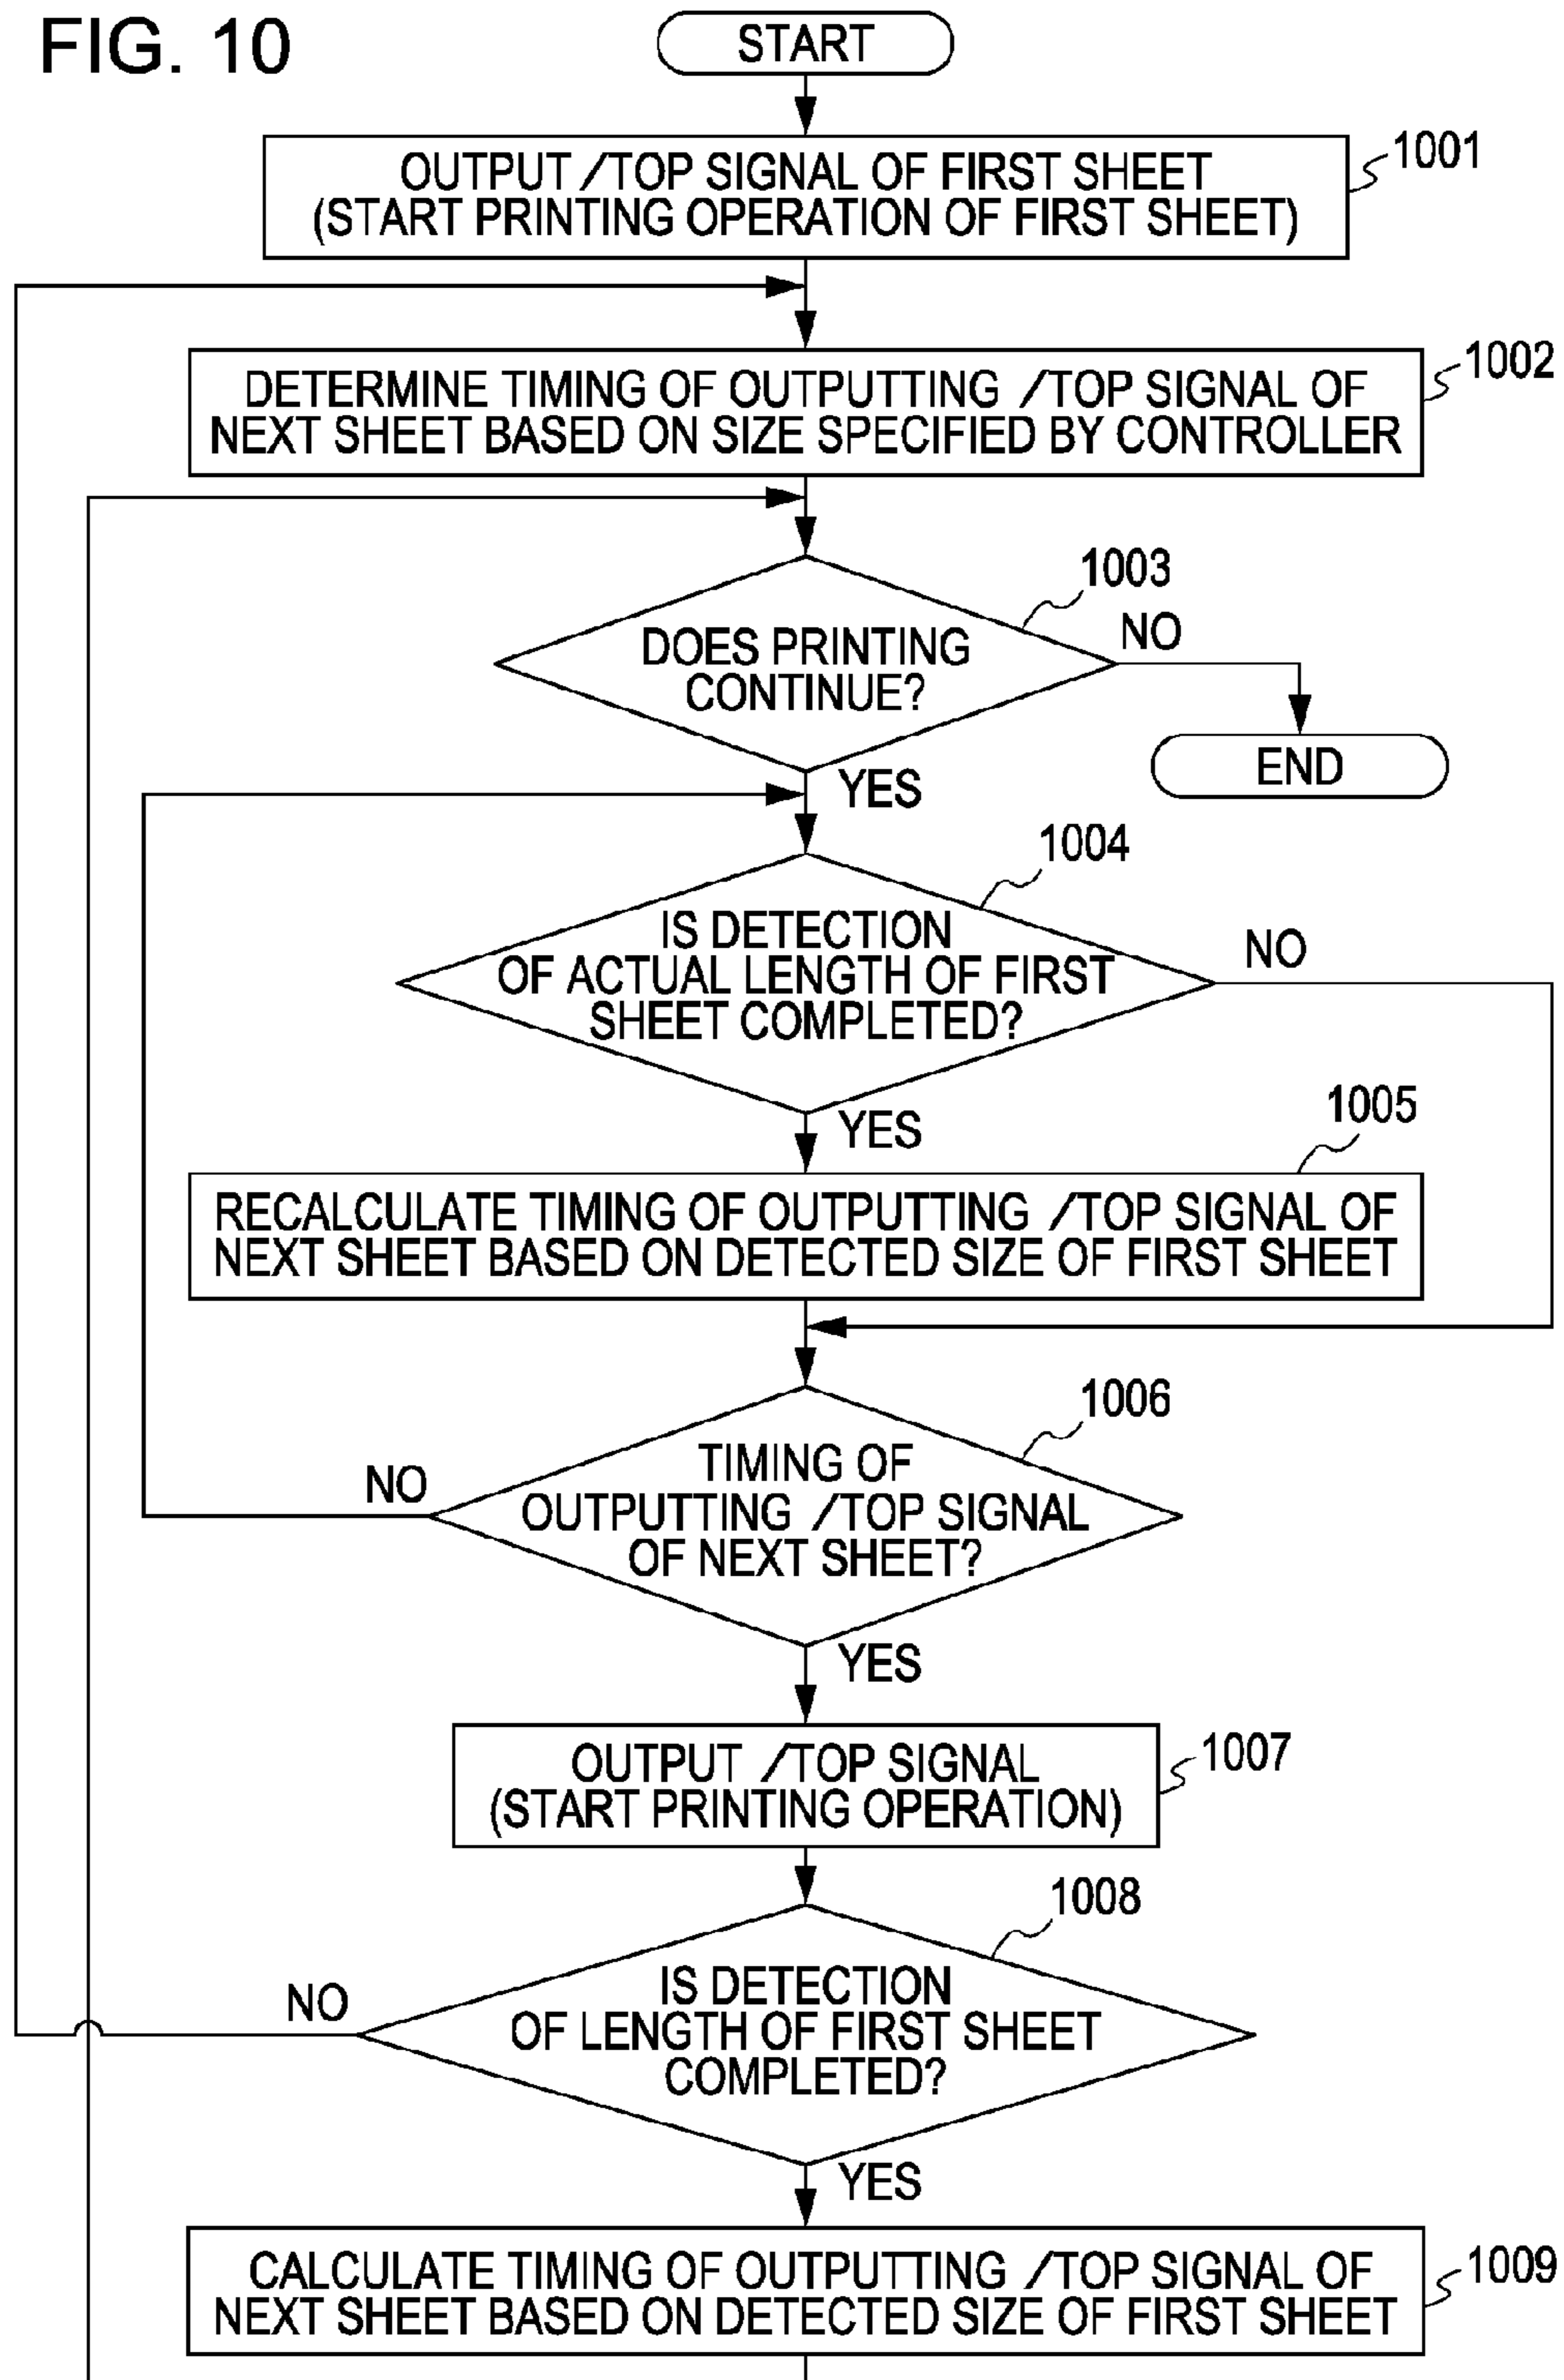 FIG. 10
START
OUTPUT /TOP SIGNAL OF FIRST SHEET
(START PRINTING OPERATION OF FIRST SHEET)
1001
DETERMINE TIMING OF OUTPUTTING /TOP SIGNAL OF
NEXT SHEET BASED ON SIZE SPECIFIED BY CONTROLLER
1002
DOES PRINTING
CONTINUE?
1003
NO
END
YES
IS DETECTION
OF ACTUAL LENGTH OF FIRST
SHEET COMPLETED?
1004
NO
YES
RECALCULATE TIMING OF OUTPUTTING /TOP SIGNAL OF
NEXT SHEET BASED ON DETECTED SIZE OF FIRST SHEET
1005
TIMING OF
OUTPUTTING /TOP SIGNAL
OF NEXT SHEET?
1006
NO
YES
OUTPUT /TOP SIGNAL
(START PRINTING OPERATION)
1007
IS DETECTION
OF LENGTH OF FIRST SHEET
COMPLETED?
1008
NO
YES
CALCULATE TIMING OF OUTPUTTING /TOP SIGNAL OF
NEXT SHEET BASED ON DETECTED SIZE OF FIRST SHEET
1009